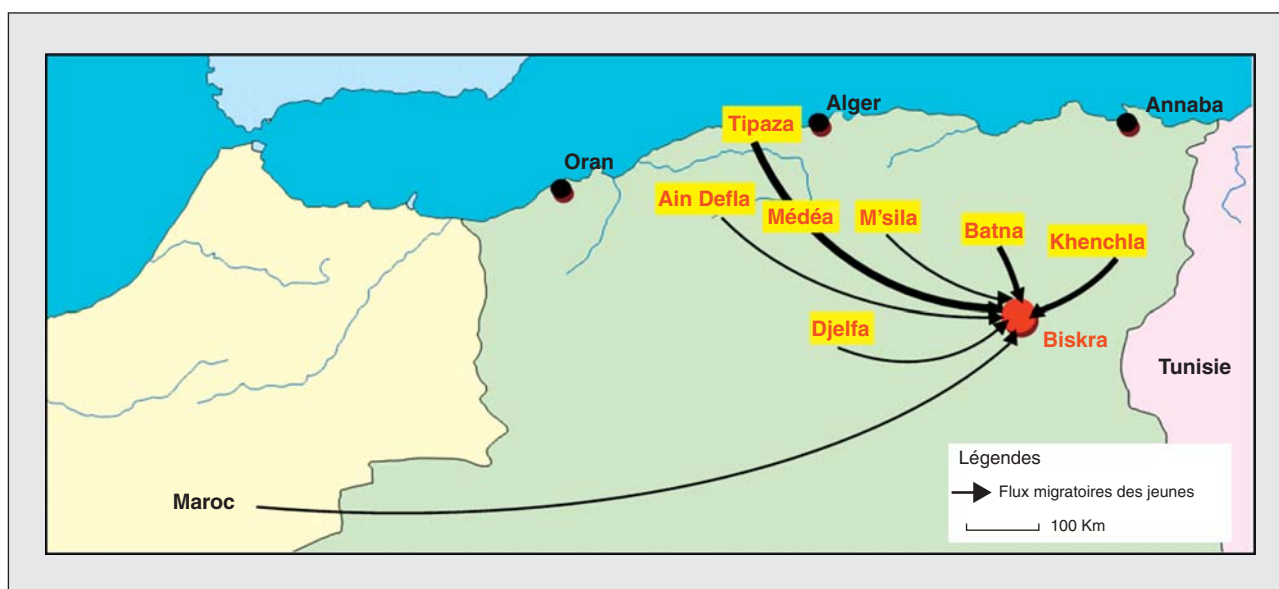 Alger
Annaba
Tipaza
Oran
Ain Defla
Médéa
M'sila
Batna
Khenchla
Djelfa
Biskra
Tunisie
Maroc
Légendes
Flux migratoires des jeunes
100 Km